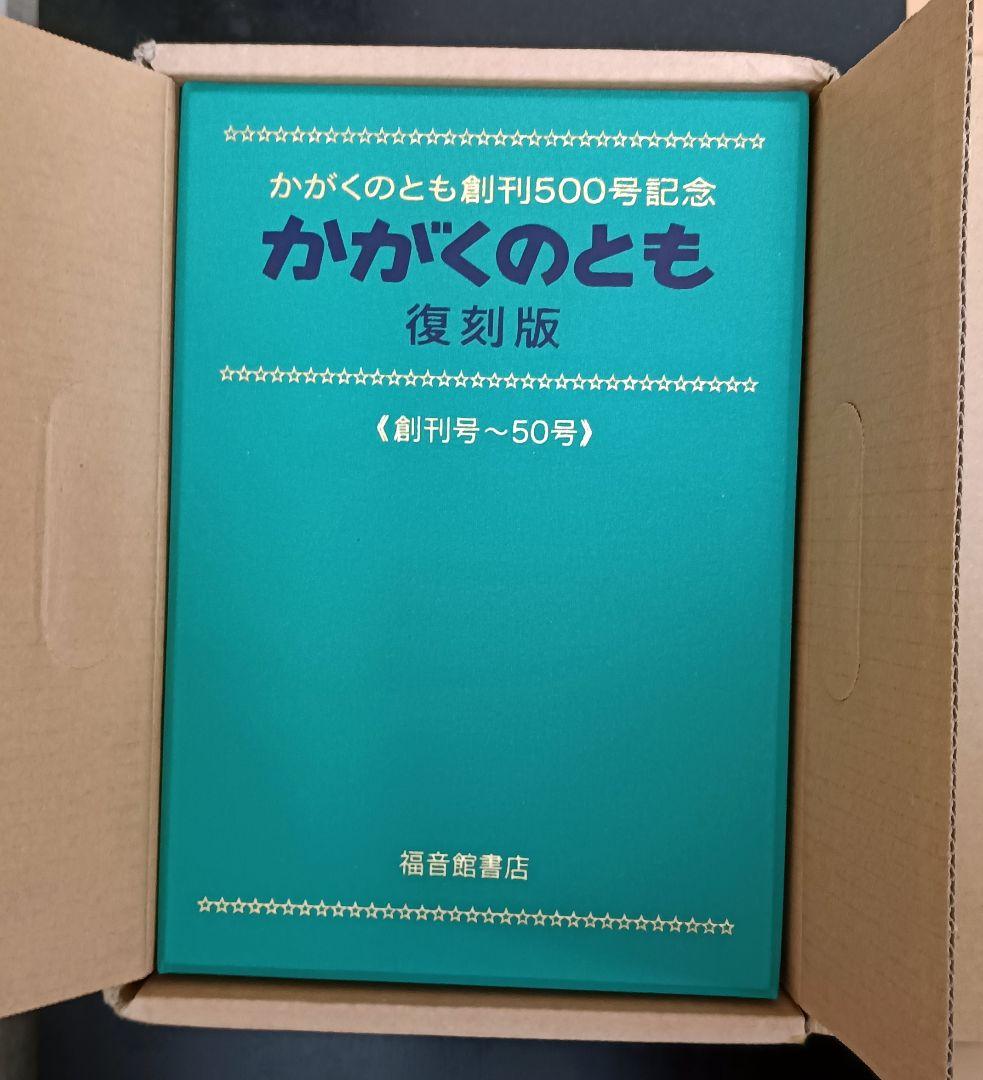 かがくのとも創刊500号記念
かがくのとも
復刻版
《創刊号〜50号》
福音館書店